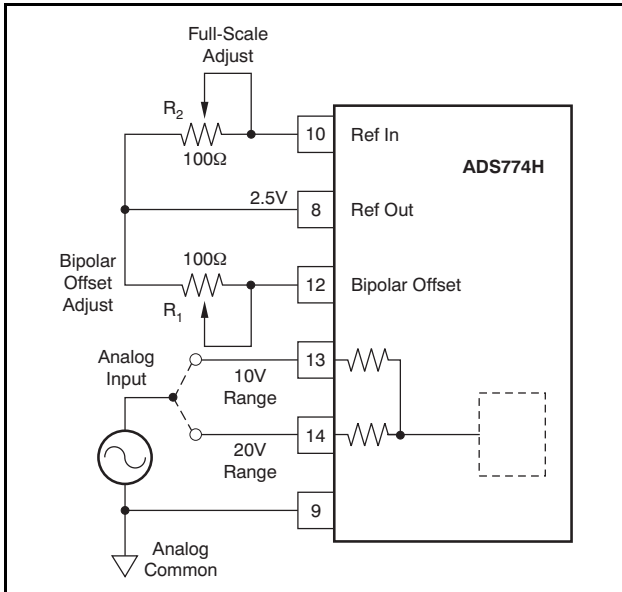 Full-Scale
Adjust
R2
100Ω
10
Ref In
ADS774H
2.5V
8
Ref Out
Bipolar
Offset
Adjust
100Ω
R1
12
Bipolar Offset
Analog
Input
13
10V
Range
14
20V
Range
9
Analog
Common